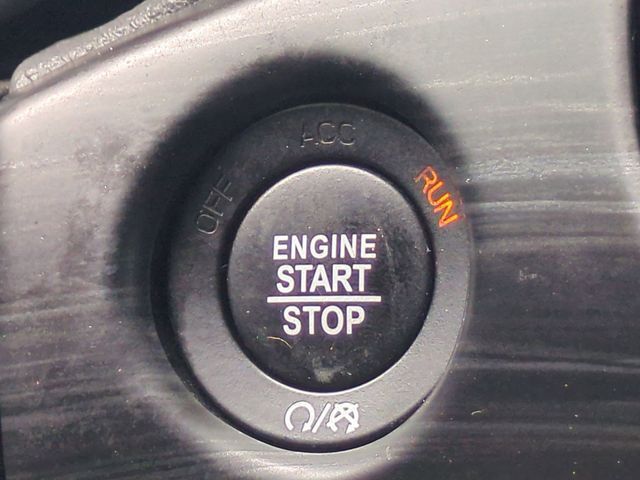 ACC
OFF
RUN
ENGINE
START
STOP